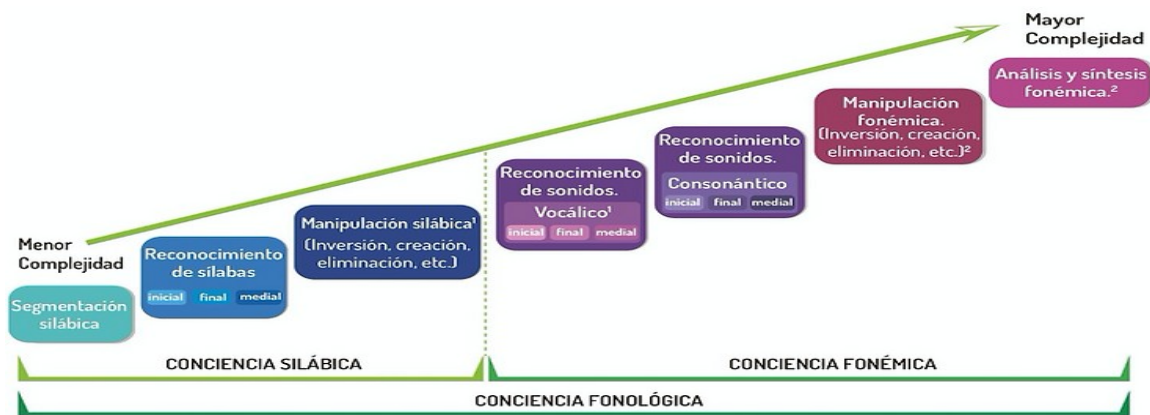 Menor
Complejidad
Segmentación
silábica
Reconocimiento
de sílabas
inicial final medial
Manipulación silábica¹
(Inversión, creación,
eliminación, etc.)
Reconocimiento
de sonidos.
Vocálico¹
inicial final medial
Reconocimiento
de sonidos.
Consonántico
inicial final medial
Manipulación
fonémica.
(Inversión, creación,
eliminación, etc.)²
Mayor
Complejidad
Análisis y síntesis
fonémica.²
CONCIENCIA SILÁBICA
CONCIENCIA FONÉMICA
CONCIENCIA FONOLÓGICA